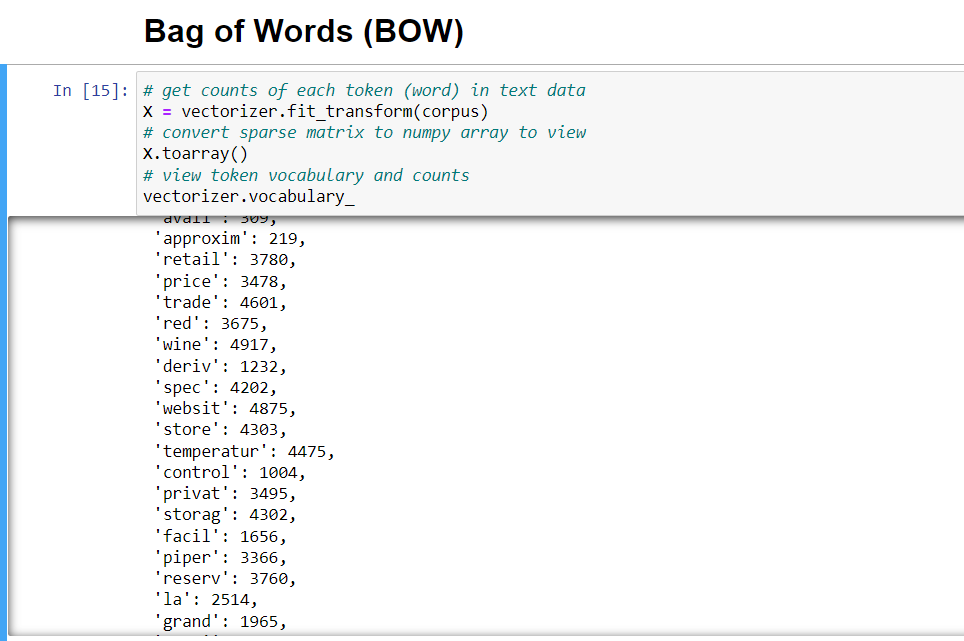 Bag of Words (BOW)
In [15]:
# get counts of each token (word) in text data
X = vectorizer.fit_transform(corpus)
# convert sparse matrix to numpy array to view
X.toarray()
# view token vocabulary and counts
vectorizer.vocabulary_
'avail': 309,
'approxim': 219,
'retail': 3780,
'price': 3478,
'trade': 4601,
'red': 3675,
'wine': 4917,
'deriv': 1232,
'spec': 4202,
'websit': 4875,
'store': 4303,
'temperatur': 4475,
'control': 1004,
'privat': 3495,
'storag': 4302,
'facil': 1656,
'piper': 3366,
'reserv': 3760,
'la': 2514,
'grand': 1965,